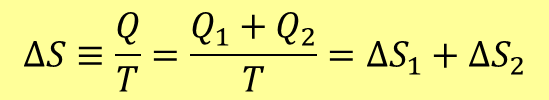 ΔS ≡ Q/T = (Q₁ + Q₂)/T = ΔS₁ + ΔS₂